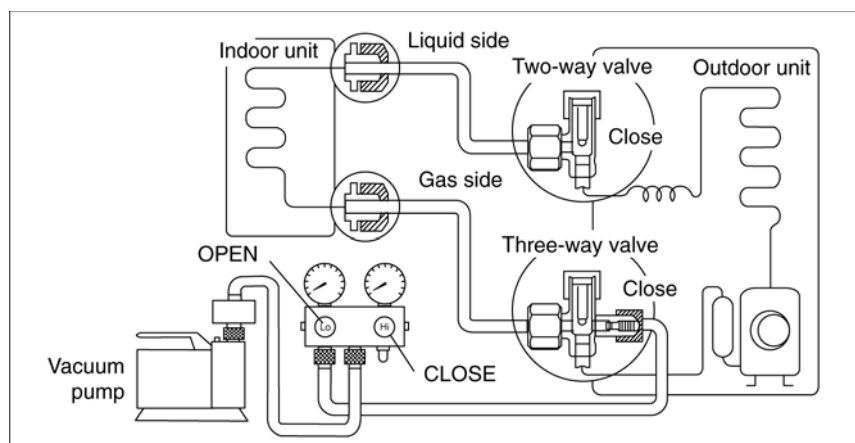 Liquid side
Indoor unit
Two-way valve
Outdoor unit
Close
Gas side
Three-way valve
OPEN
Close
Lo
Hi
Vacuum
pump
CLOSE